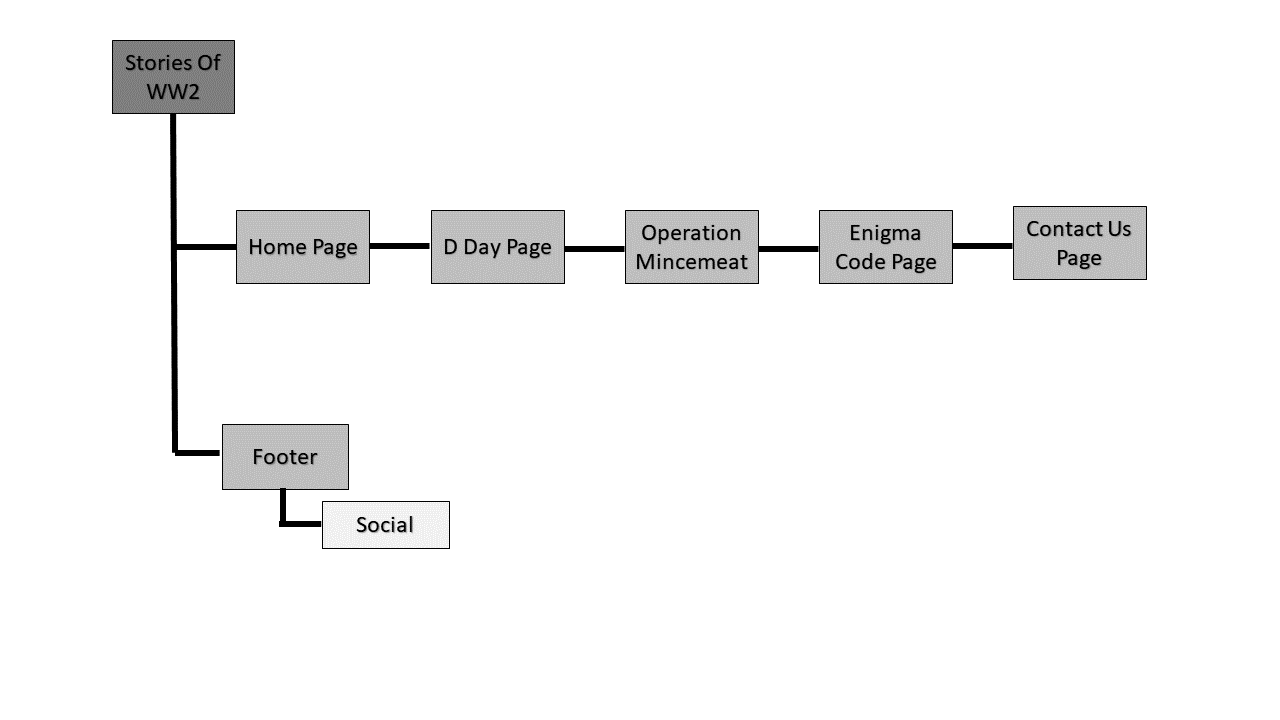 Stories Of
WW2
Home Page
D Day Page
Operation
Mincemeat
Enigma
Code Page
Contact Us
Page
Footer
Social